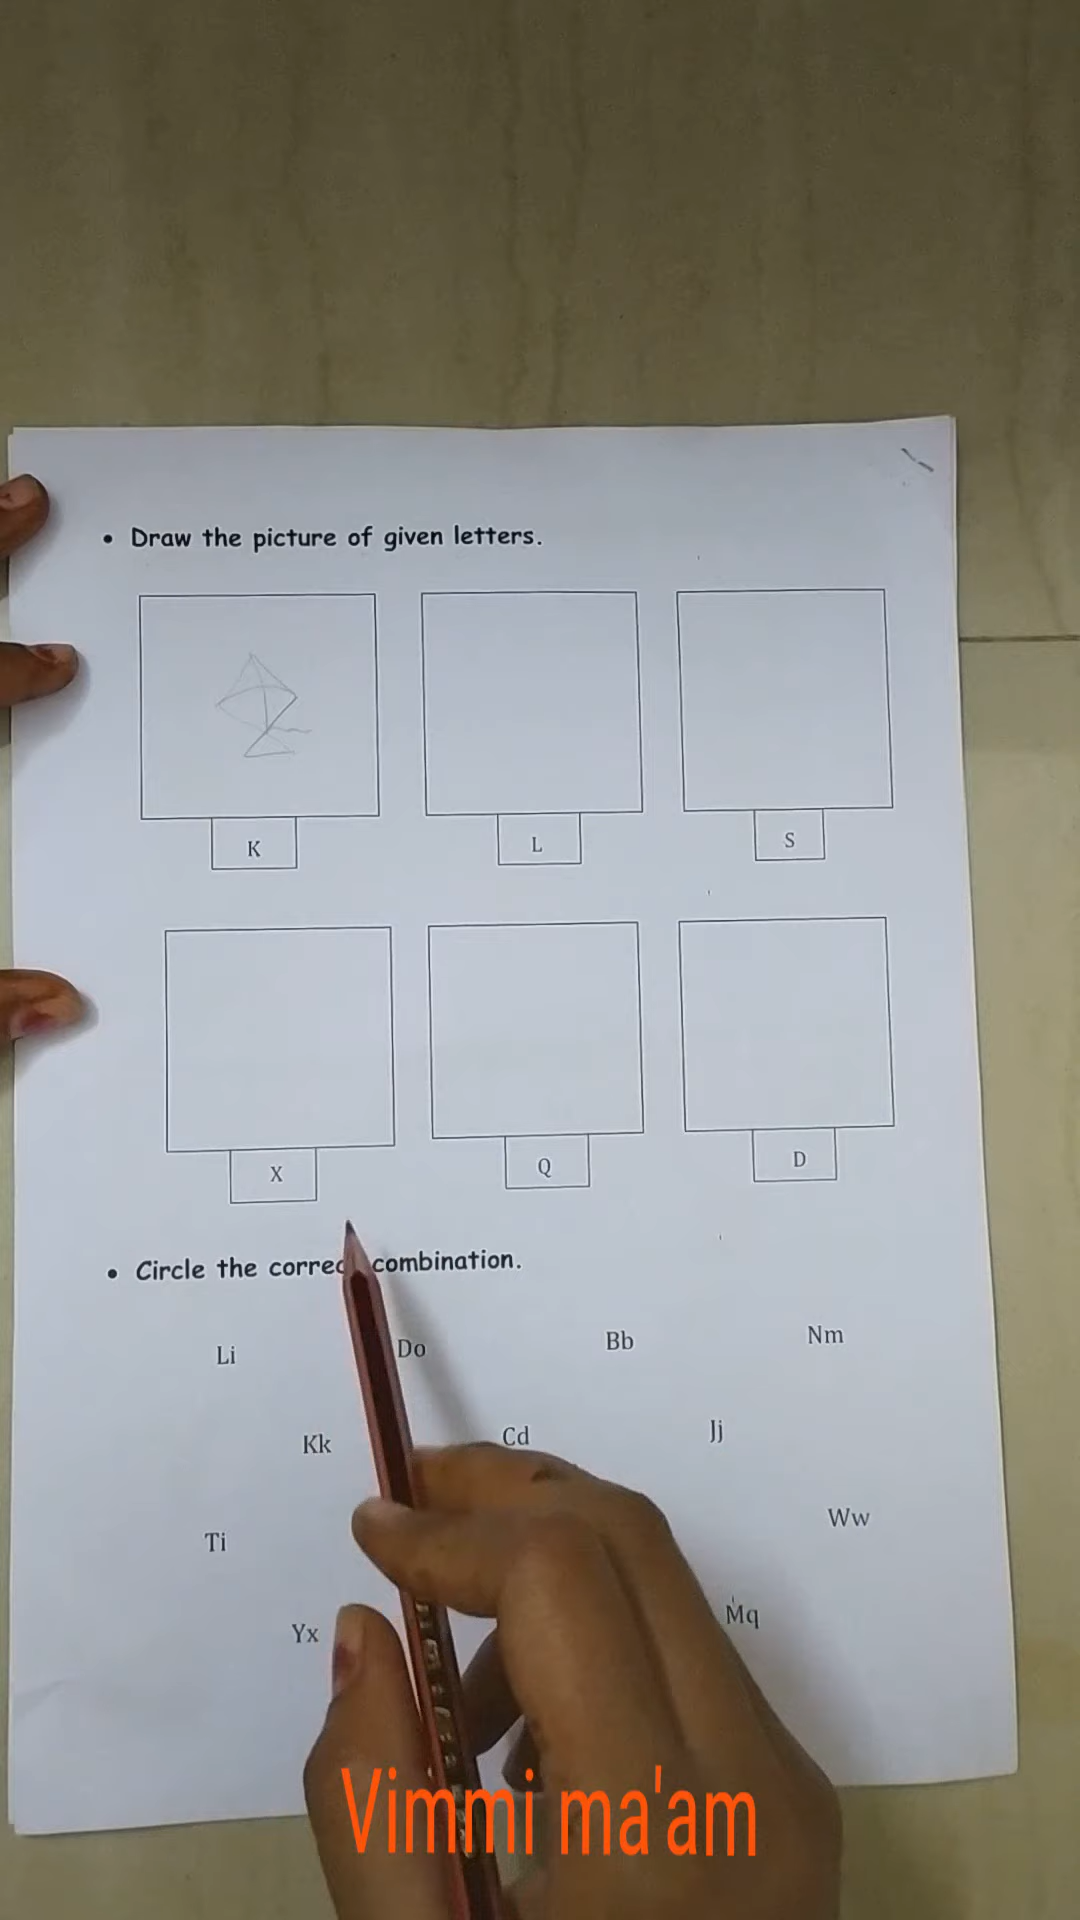 • Draw the picture of given letters.
K L S
X Q D
• Circle the correct combination.
Li Do Bb Nm
Kk Cd Jj
Ti Ww
Yx Mq
Vimmi ma'am